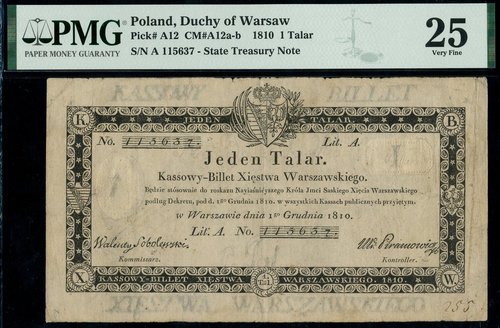 PMG
PAPER MONEY GUARANTY
Poland, Duchy of Warsaw
Pick# A12 CM#A12a-b 1810 1 Talar
S/N A 115637 - State Treasury Note
25
Very Fine
K
JEDEN TALAR.
B
No. 115637 Lit. A.
Jeden Talar.
Kassowy-Billet Xięstwa Warszawskiego.
Będzie stósownie do rozkazu Nayiaśnieyszego Króla Jmci Saskiego Xięcia Warszawskiego
podług Dekretu, pod d. 1go Grudnia 1810. w wszystkich Kassach publicznych przyiętym.
w Warszawie dnia 1go Grudnia 1810.
Lit. A. No. 115637
Walenty Sobolewski
Kommissarz.
Kontroller.
X
KASSOWY-BILLET XIĘSTWA WARSZAWSKIEGO. 1810.
W
255